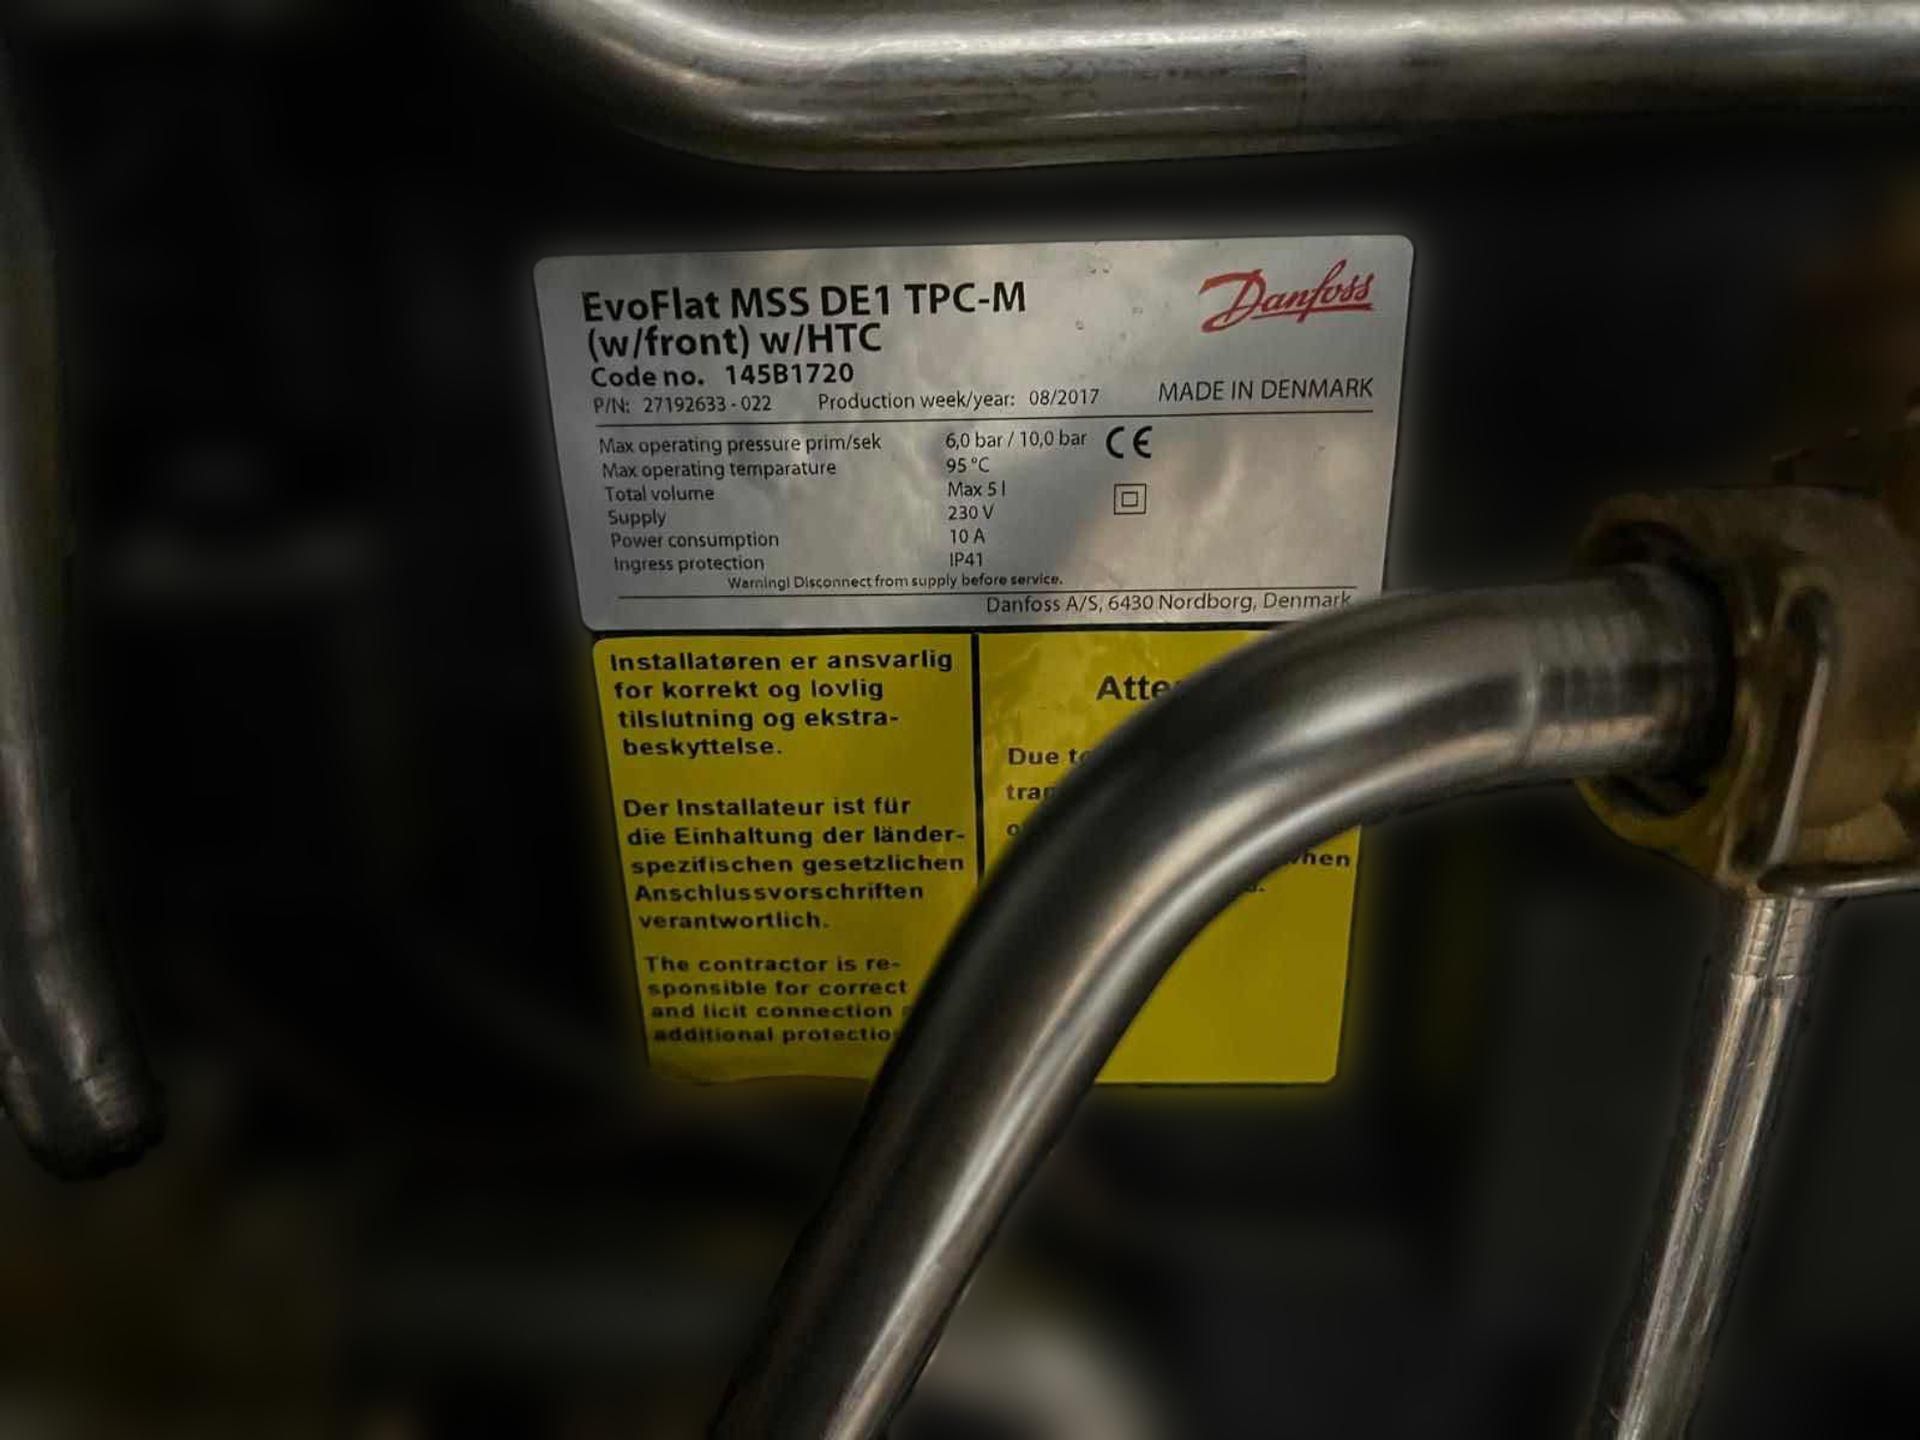 EvoFlat MSS DE1 TPC-M
Danfoss
(w/front) w/HTC
Code no. 145B1720
P/N: 27192633 - 022 Production week/year: 08/2017 MADE IN DENMARK
Max operating pressure prim/sek 6,0 bar / 10,0 bar CE
Max operating temparature 95 °C
Total volume Max 5 l
Supply 230 V
Power consumption 10 A
Ingress protection IP41
Warning! Disconnect from supply before service.
Danfoss A/S, 6430 Nordborg, Denmark
Installatøren er ansvarlig
for korrekt og lovlig
tilslutning og ekstra-
beskyttelse.
Der Installateur ist für
die Einhaltung der länder-
spezifischen gesetzlichen
Anschlussvorschriften
verantwortlich.
The contractor is re-
sponsible for correct
and licit connection
additional protectio
Atte
Due